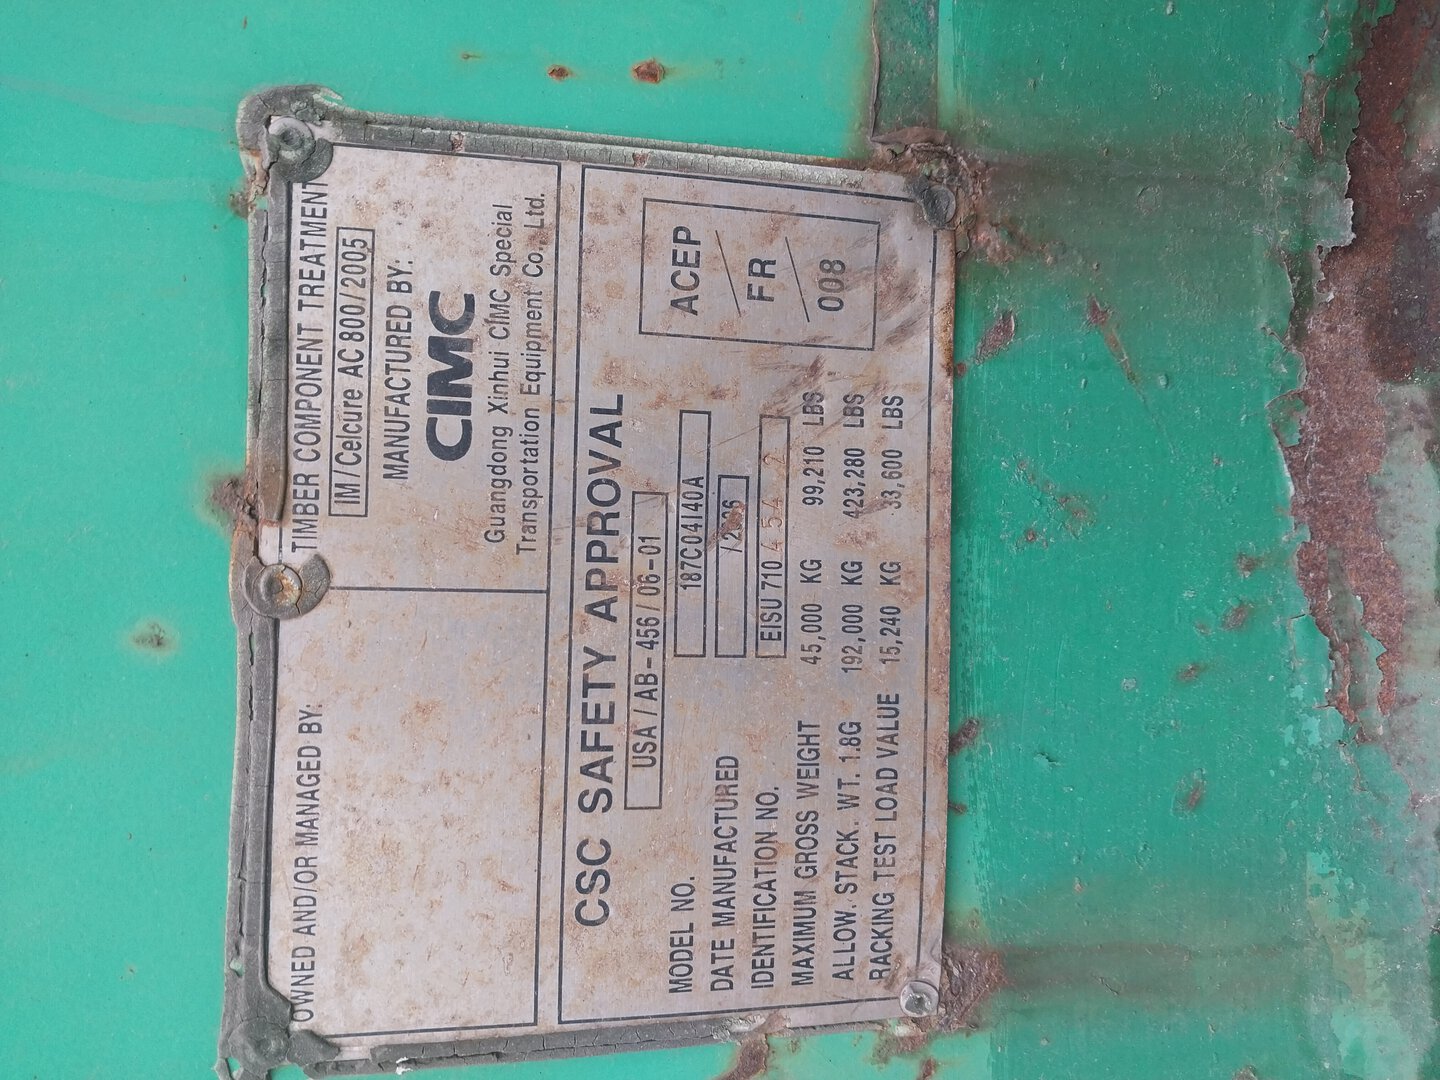 OWNED AND/OR MANAGED BY:
TIMBER COMPONENT TREATMENT
IM/Celcure AC 800/2005
MANUFACTURED BY:
CIMC
Guangdong Xinhui CIMC Special
Transportation Equipment Co., Ltd.
CSC SAFETY APPROVAL
USA / AB-456 / 06-01
ACEP
FR
008
MODEL NO. 187C04I40A
DATE MANUFACTURED
IDENTIFICATION NO. EISU 710
MAXIMUM GROSS WEIGHT 45,000 KG 99,210 LBS
ALLOW. STACK. WT. 1.8G 192,000 KG 423,280 LBS
RACKING TEST LOAD VALUE 15,240 KG 33,600 LBS